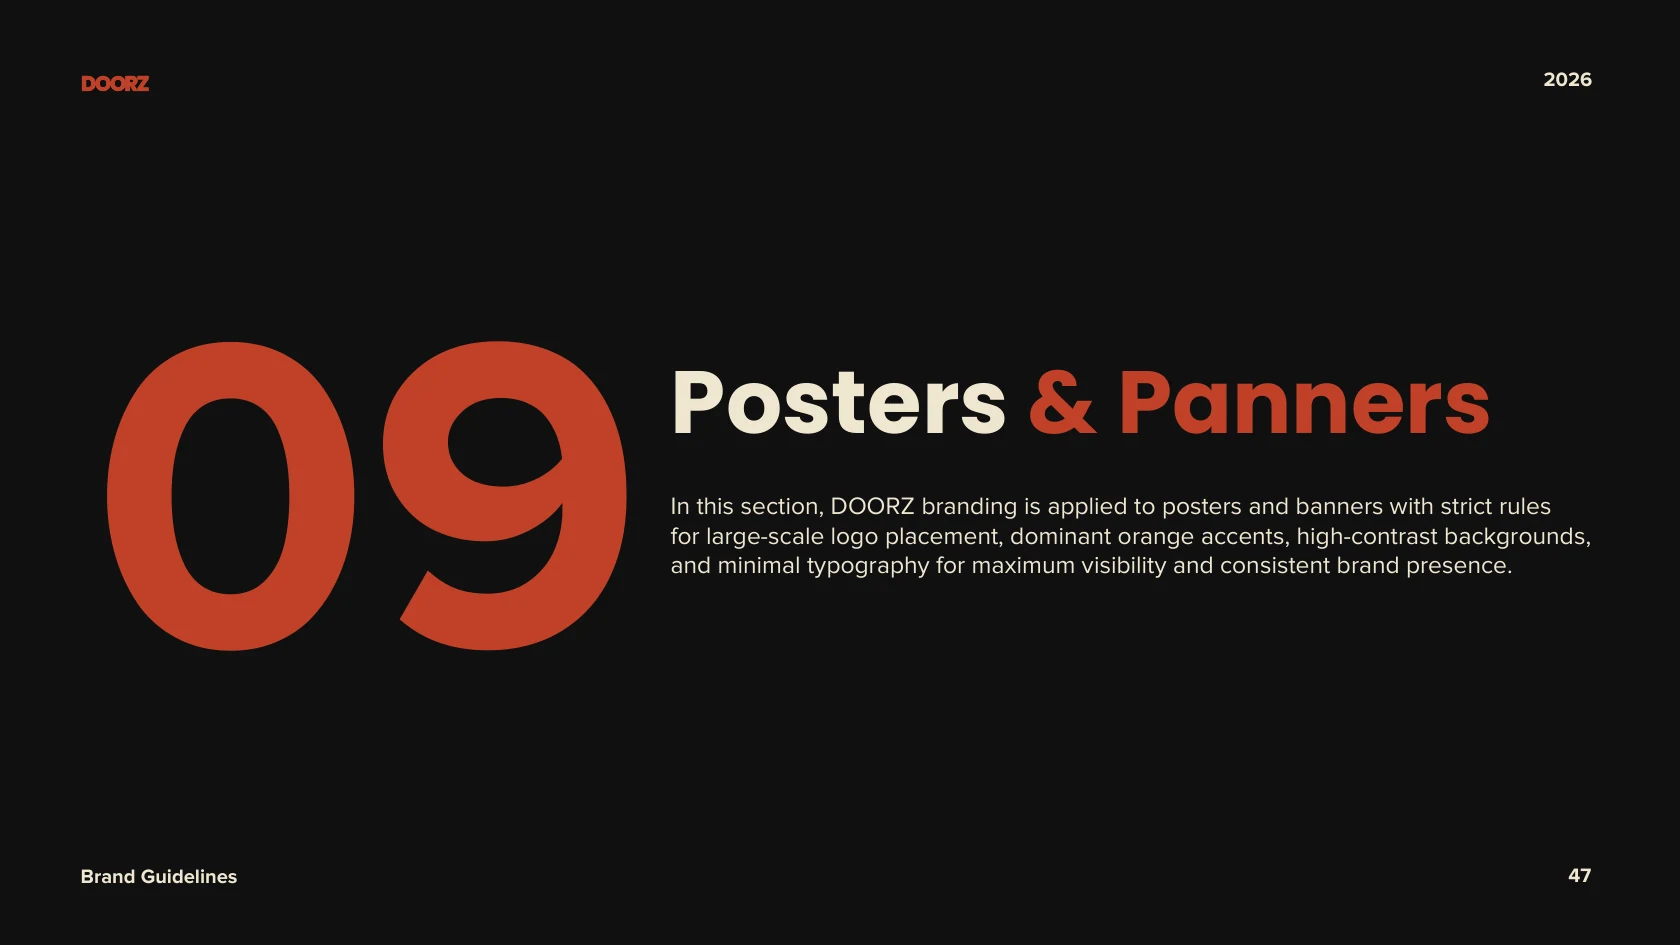 DOORZ
2026
09
Posters & Panners
In this section, DOORZ branding is applied to posters and banners with strict rules
for large-scale logo placement, dominant orange accents, high-contrast backgrounds,
and minimal typography for maximum visibility and consistent brand presence.
Brand Guidelines
47